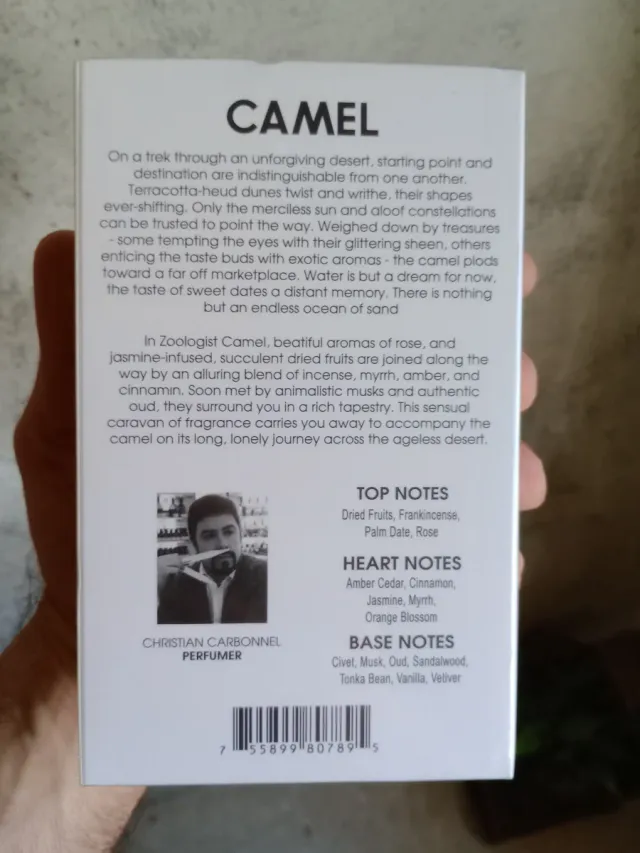 CAMEL
On a trek through an unforgiving desert, starting point and
destination are indistinguishable from one another.
Terracotta-heud dunes twist and writhe, their shapes
ever-shifting. Only the merciless sun and aloof constellations
can be trusted to point the way. Weighed down by treasures
- some tempting the eyes with their glittering sheen, others
enticing the taste buds with exotic aromas - the camel plods
toward a far off marketplace. Water is but a dream for now,
the taste of sweet dates a distant memory. There is nothing
but an endless ocean of sand
In Zoologist Camel, beatiful aromas of rose, and
jasmine-infused, succulent dried fruits are joined along the
way by an alluring blend of incense, myrrh, amber, and
cinnamin. Soon met by animalistic musks and authentic
oud, they surround you in a rich tapestry. This sensual
caravan of fragrance carries you away to accompany the
camel on its long, lonely journey across the ageless desert.
CHRISTIAN CARBONNEL
PERFUMER
TOP NOTES
Dried Fruits, Frankincense,
Palm Date, Rose
HEART NOTES
Amber Cedar, Cinnamon,
Jasmine, Myrrh,
Orange Blossom
BASE NOTES
Civet, Musk, Oud, Sandalwood,
Tonka Bean, Vanilla, Vetiver
7 55899 80789 5